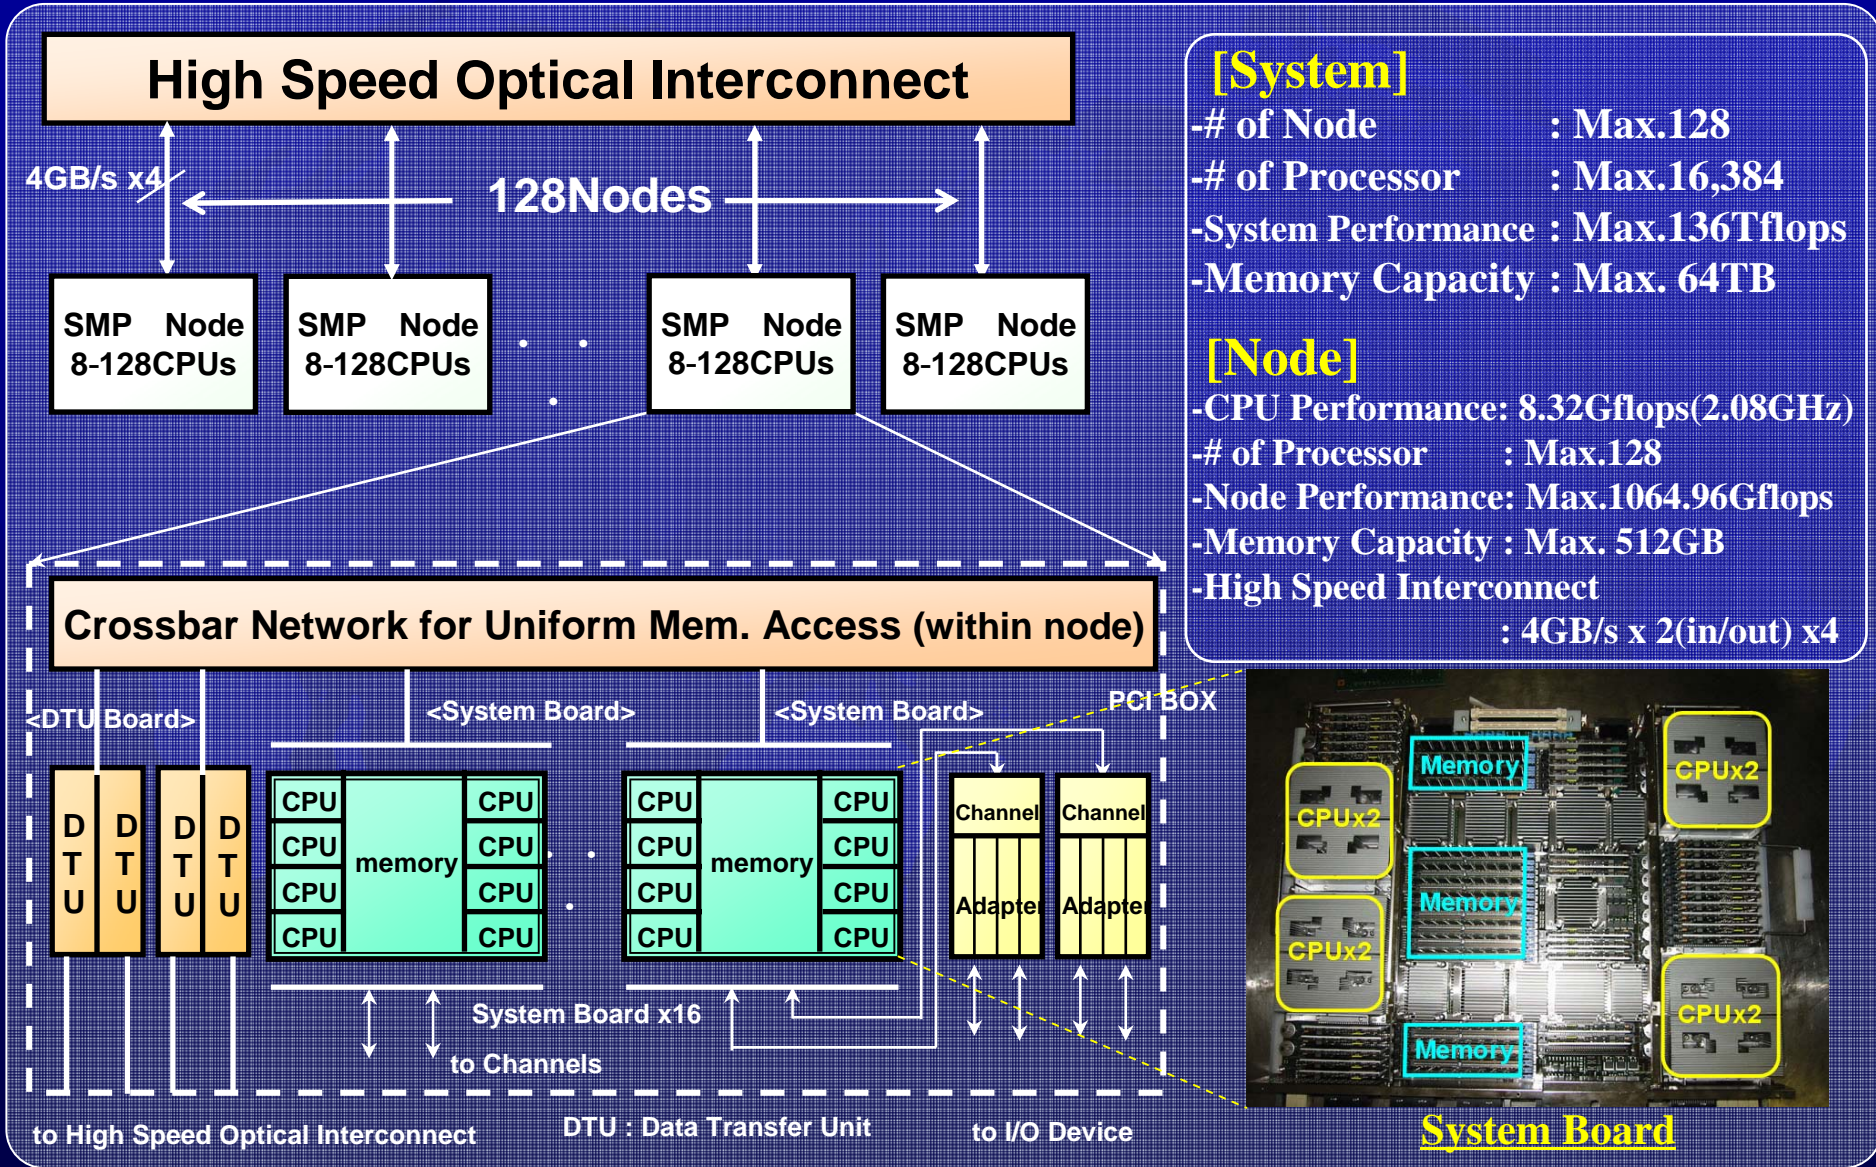 High Speed Optical Interconnect
4GB/s x4
128Nodes
SMP Node
8-128CPUs
SMP Node
8-128CPUs
. .
.
SMP Node
8-128CPUs
SMP Node
8-128CPUs
[System]
-# of Node : Max.128
-# of Processor : Max.16,384
-System Performance : Max.136Tflops
-Memory Capacity : Max. 64TB
[Node]
-CPU Performance: 8.32Gflops(2.08GHz)
-# of Processor : Max.128
-Node Performance: Max.1064.96Gflops
-Memory Capacity : Max. 512GB
-High Speed Interconnect
: 4GB/s x 2(in/out) x4
Crossbar Network for Uniform Mem. Access (within node)
<DTU Board>
<System Board>
<System Board>
PCI BOX
DTU
DTU
DTU
DTU
CPU
CPU
CPU
CPU
memory
CPU
CPU
CPU
CPU
. .
.
CPU
CPU
CPU
CPU
memory
CPU
CPU
CPU
CPU
Channel
Adapter
Channel
Adapter
System Board x16
to Channels
to High Speed Optical Interconnect
DTU : Data Transfer Unit
to I/O Device
Memory
CPUx2
CPUx2
Memory
CPUx2
CPUx2
Memory
System Board